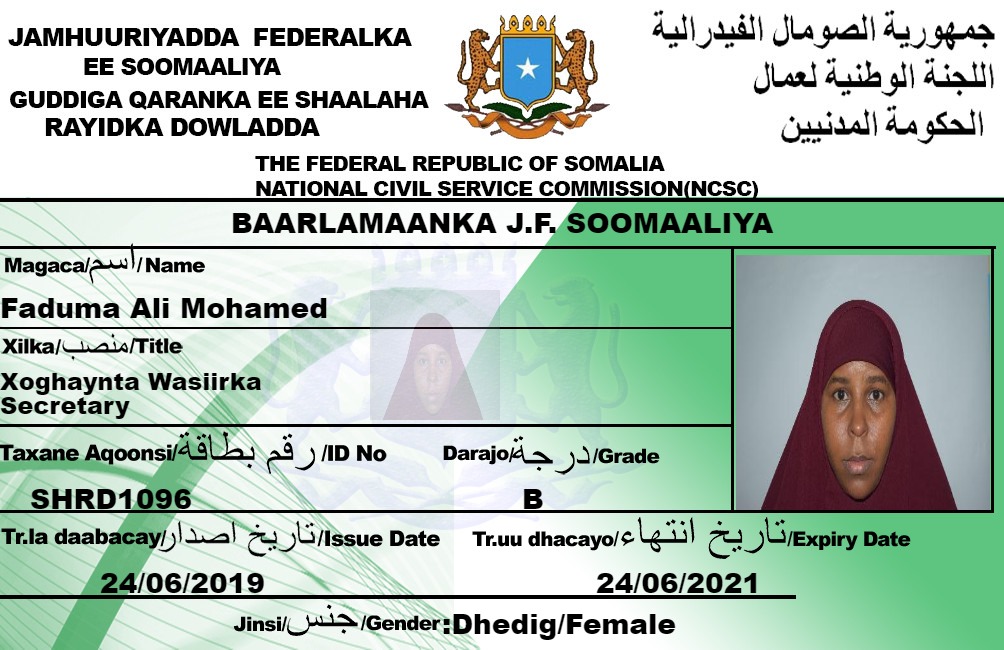 JAMHUURIYADDA FEDERALKA
EE SOOMAALIYA
GUDDIGA QARANKA EE SHAALAHA
RAYIDKA DOWLADDA
جمهورية الصومال الفيدرالية
اللجنة الوطنية لعمال
الحكومة المدنيين
THE FEDERAL REPUBLIC OF SOMALIA
NATIONAL CIVIL SERVICE COMMISSION(NCSC)
BAARLAMAANKA J.F. SOOMAALIYA
Magaca/اسم/Name
Faduma Ali Mohamed
Xilka/منصب/Title
Xoghaynta Wasiirka
Secretary
Taxane Aqoonsi/رقم بطاقة/ID No Darajo/درجة/Grade
SHRD1096 B
Tr.la daabacay/تاريخ اصدار/Issue Date Tr.uu dhacayo/تاريخ انتهاء/Expiry Date
24/06/2019 24/06/2021
Jinsi/جنس/Gender:Dhedig/Female